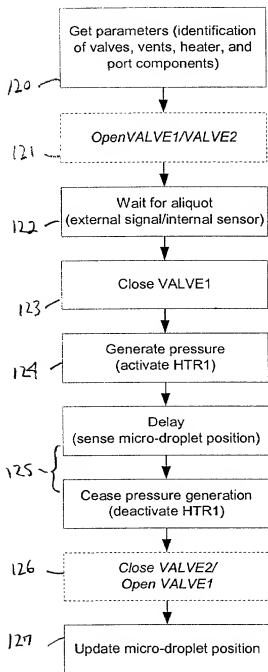 Get parameters (identification
of valves, vents, heater, and
port components)
120
OpenVALVE1/VALVE2
121
Wait for aliquot
(external signal/internal sensor)
122
Close VALVE1
123
Generate pressure
(activate HTR1)
124
Delay
(sense micro-droplet position)
125
Cease pressure generation
(deactivate HTR1)
Close VALVE2/
Open VALVE1
126
Update micro-droplet position
127